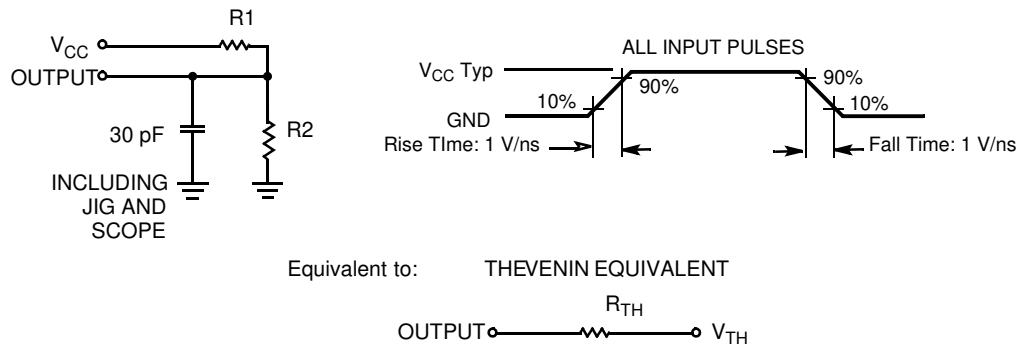 R1
VCC
OUTPUT
30 pF
R2
INCLUDING
JIG AND
SCOPE
ALL INPUT PULSES
VCC Typ
GND
10%
90%
90%
10%
Rise TIme: 1 V/ns
Fall Time: 1 V/ns
Equivalent to: THEVENIN EQUIVALENT
RTH
OUTPUT
VTH